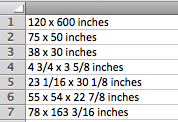 1 120 x 600 inches
2 75 x 50 inches
3 38 x 30 inches
4 4 3/4 x 3 5/8 inches
5 23 1/16 x 30 1/8 inches
6 55 x 54 x 22 7/8 inches
7 78 x 163 3/16 inches